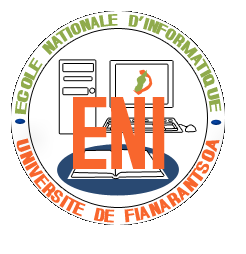 ECOLE NATIONALE D'INFORMATIQUE
ENI
UNIVERSITE DE FIANARANTSOA